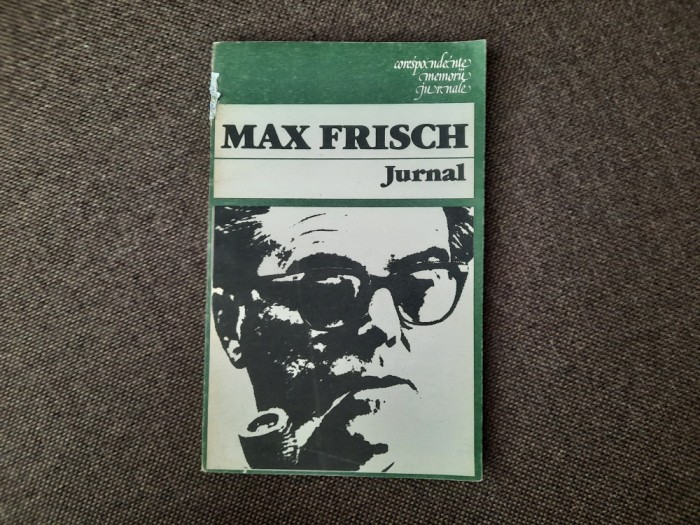 corespondențe
memorii
jurnale
MAX FRISCH
Jurnal